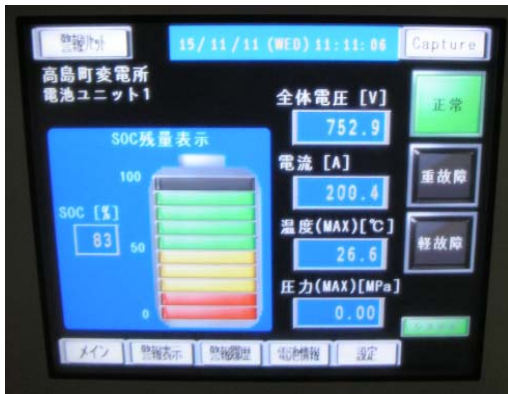 警報リセット
15/11/11 (WED) 11:11:06
Capture
高島町変電所
電池ユニット1
SOC残量表示
100
SOC [%]
83
50
0
全体電圧 [V]
752.9
電流 [A]
200.4
温度(MAX)[℃]
26.6
圧力(MAX)[MPa]
0.00
正常
重故障
軽故障
メイン
警報表示
警報履歴
電池情報
設定